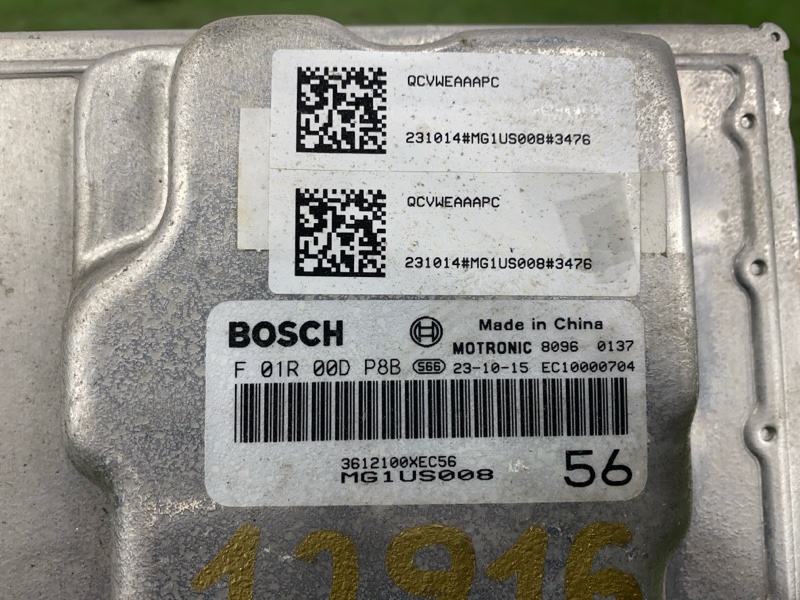 QCVWEAAAPC
231014#MG1US008#3476
QCVWEAAAPC
231014#MG1US008#3476
BOSCH Made in China
MOTRONIC 8096 0137
F 01R 00D P8B S66 23-10-15 EC10000704
3612100XEC56
MG1US008 56
12916